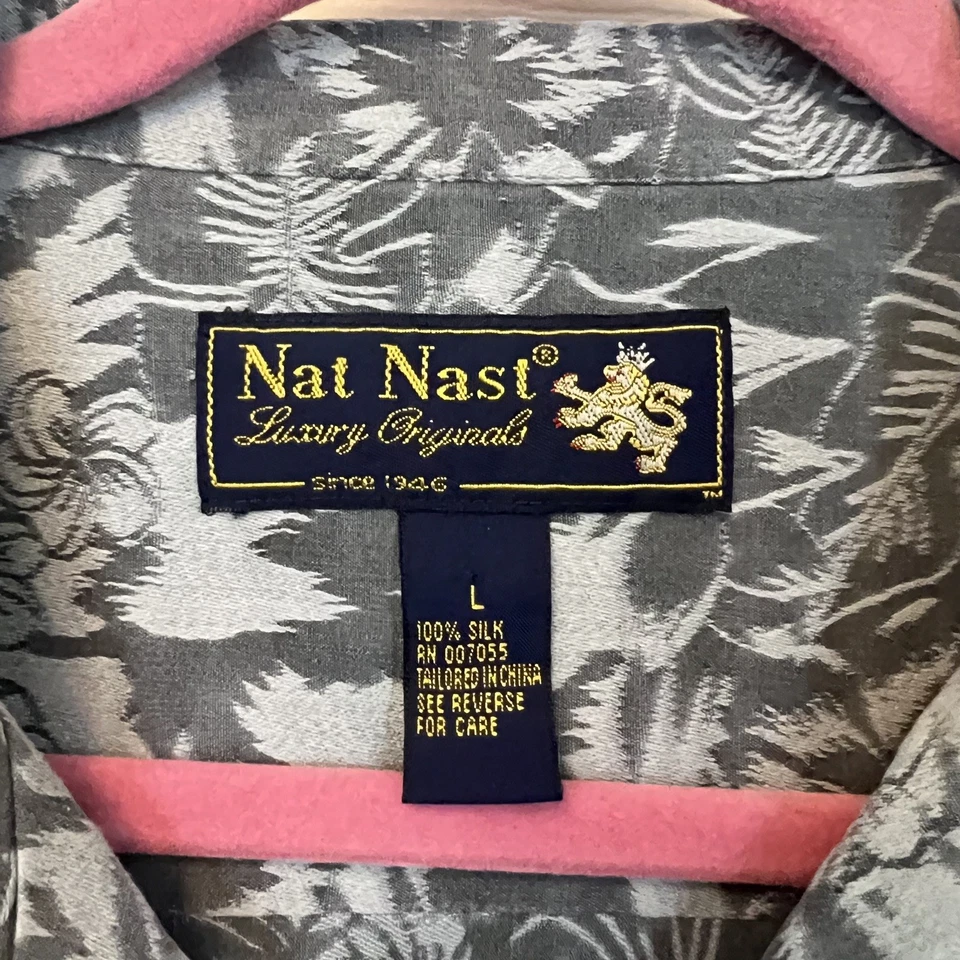 Nat Nast®
Luxury Originals
since 1946
™
L
100% SILK
RN 007055
TAILORED IN CHINA
SEE REVERSE
FOR CARE